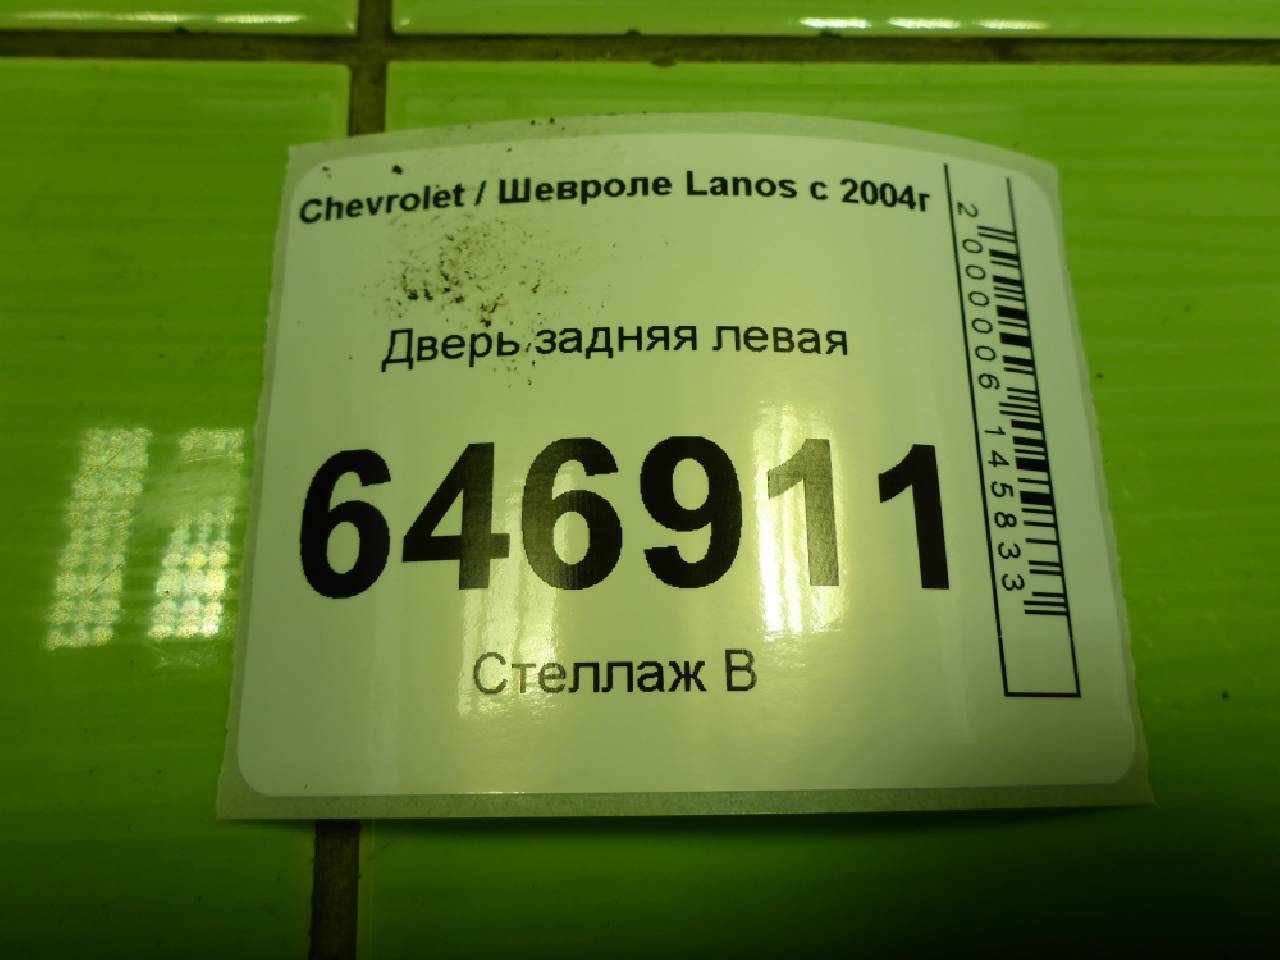 Chevrolet / Шевроле Lanos с 2004г
Дверь задняя левая
646911
Стеллаж В
2000006145833